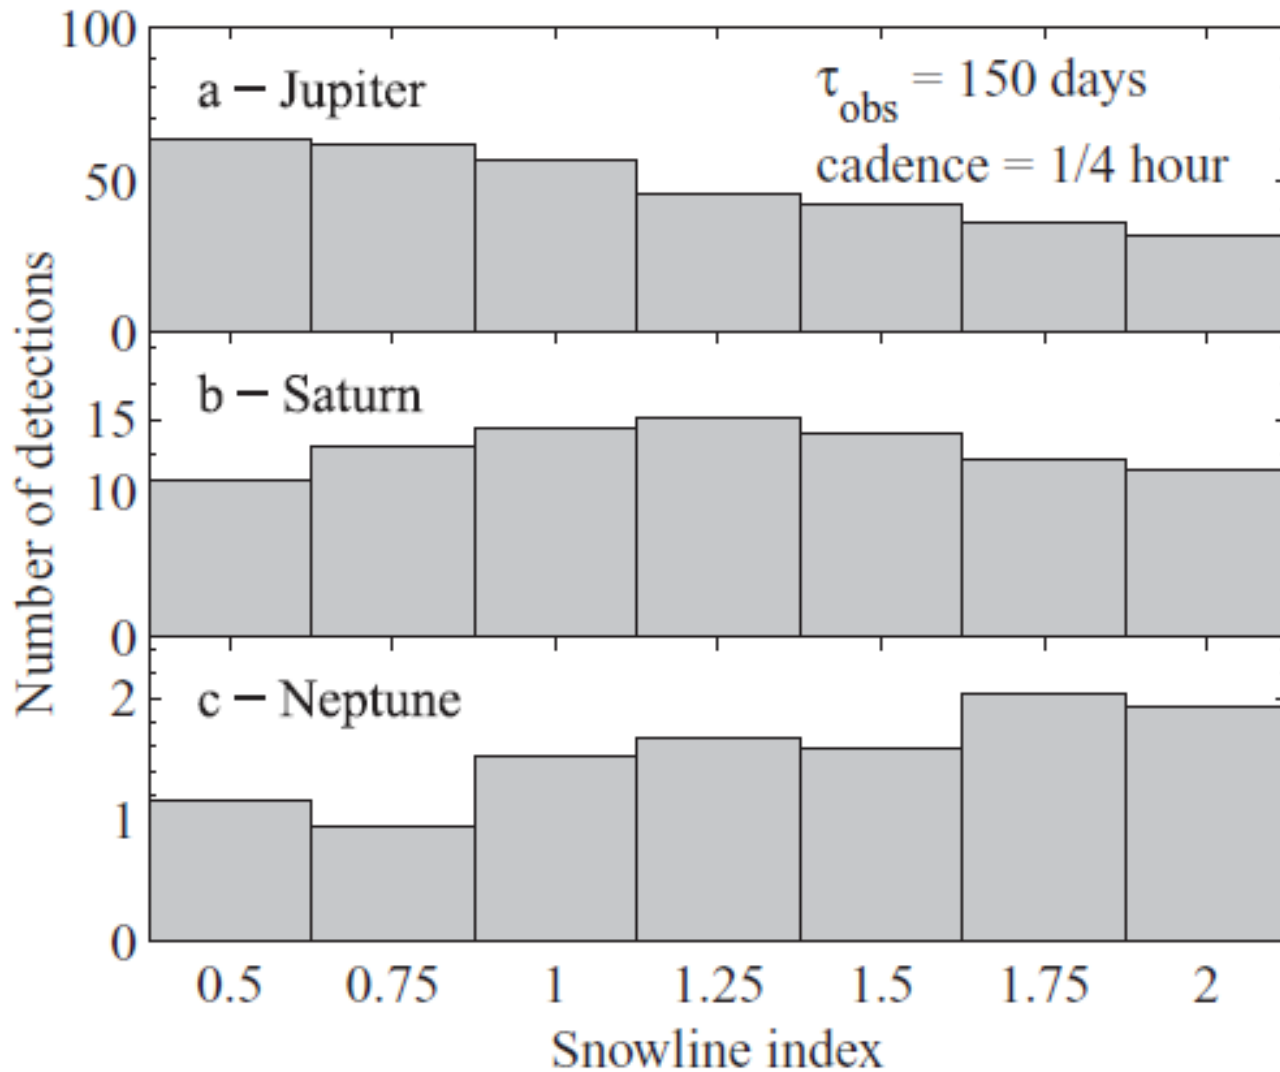 100
a – Jupiter
τobs = 150 days
cadence = 1/4 hour
50
0
b – Saturn
15
10
0
c – Neptune
2
1
0
Number of detections
0.5 0.75 1 1.25 1.5 1.75 2
Snowline index